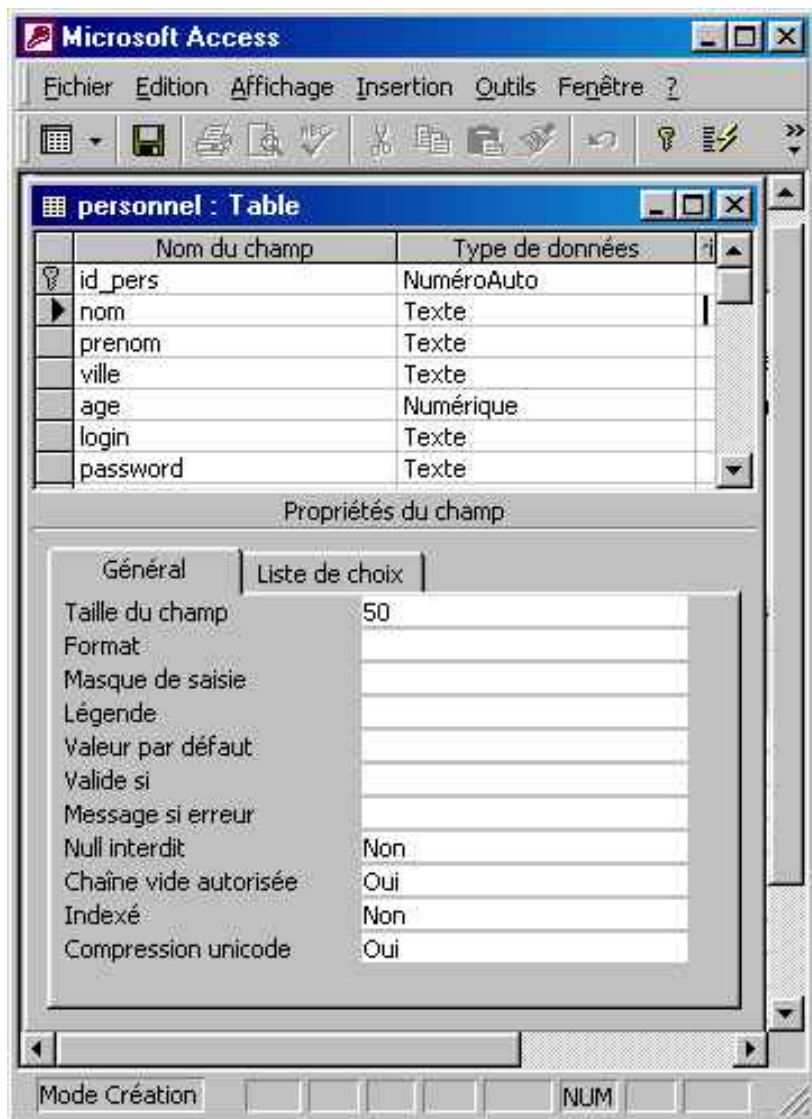 Microsoft Access
Fichier Edition Affichage Insertion Outils Fenêtre ?
personnel : Table
Nom du champ Type de données
id_pers NuméroAuto
nom Texte
prenom Texte
ville Texte
age Numérique
login Texte
password Texte
Propriétés du champ
Général Liste de choix
Taille du champ 50
Format
Masque de saisie
Légende
Valeur par défaut
Valide si
Message si erreur
Null interdit Non
Chaîne vide autorisée Oui
Indexé Non
Compression unicode Oui
Mode Création NUM